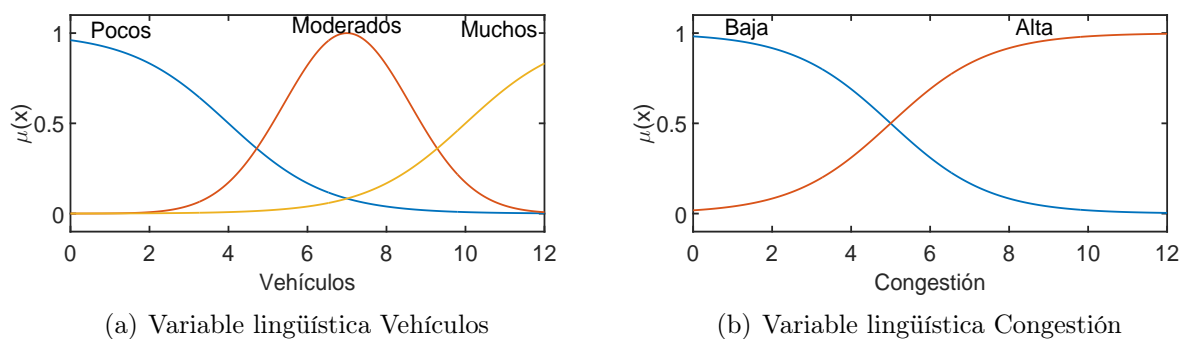 Pocos Moderados Muchos
1
0.5
0
μ(x)
0 2 4 6 8 10 12
Vehículos
(a) Variable lingüística Vehículos
Baja Alta
1
0.5
0
μ(x)
0 2 4 6 8 10 12
Congestión
(b) Variable lingüística Congestión